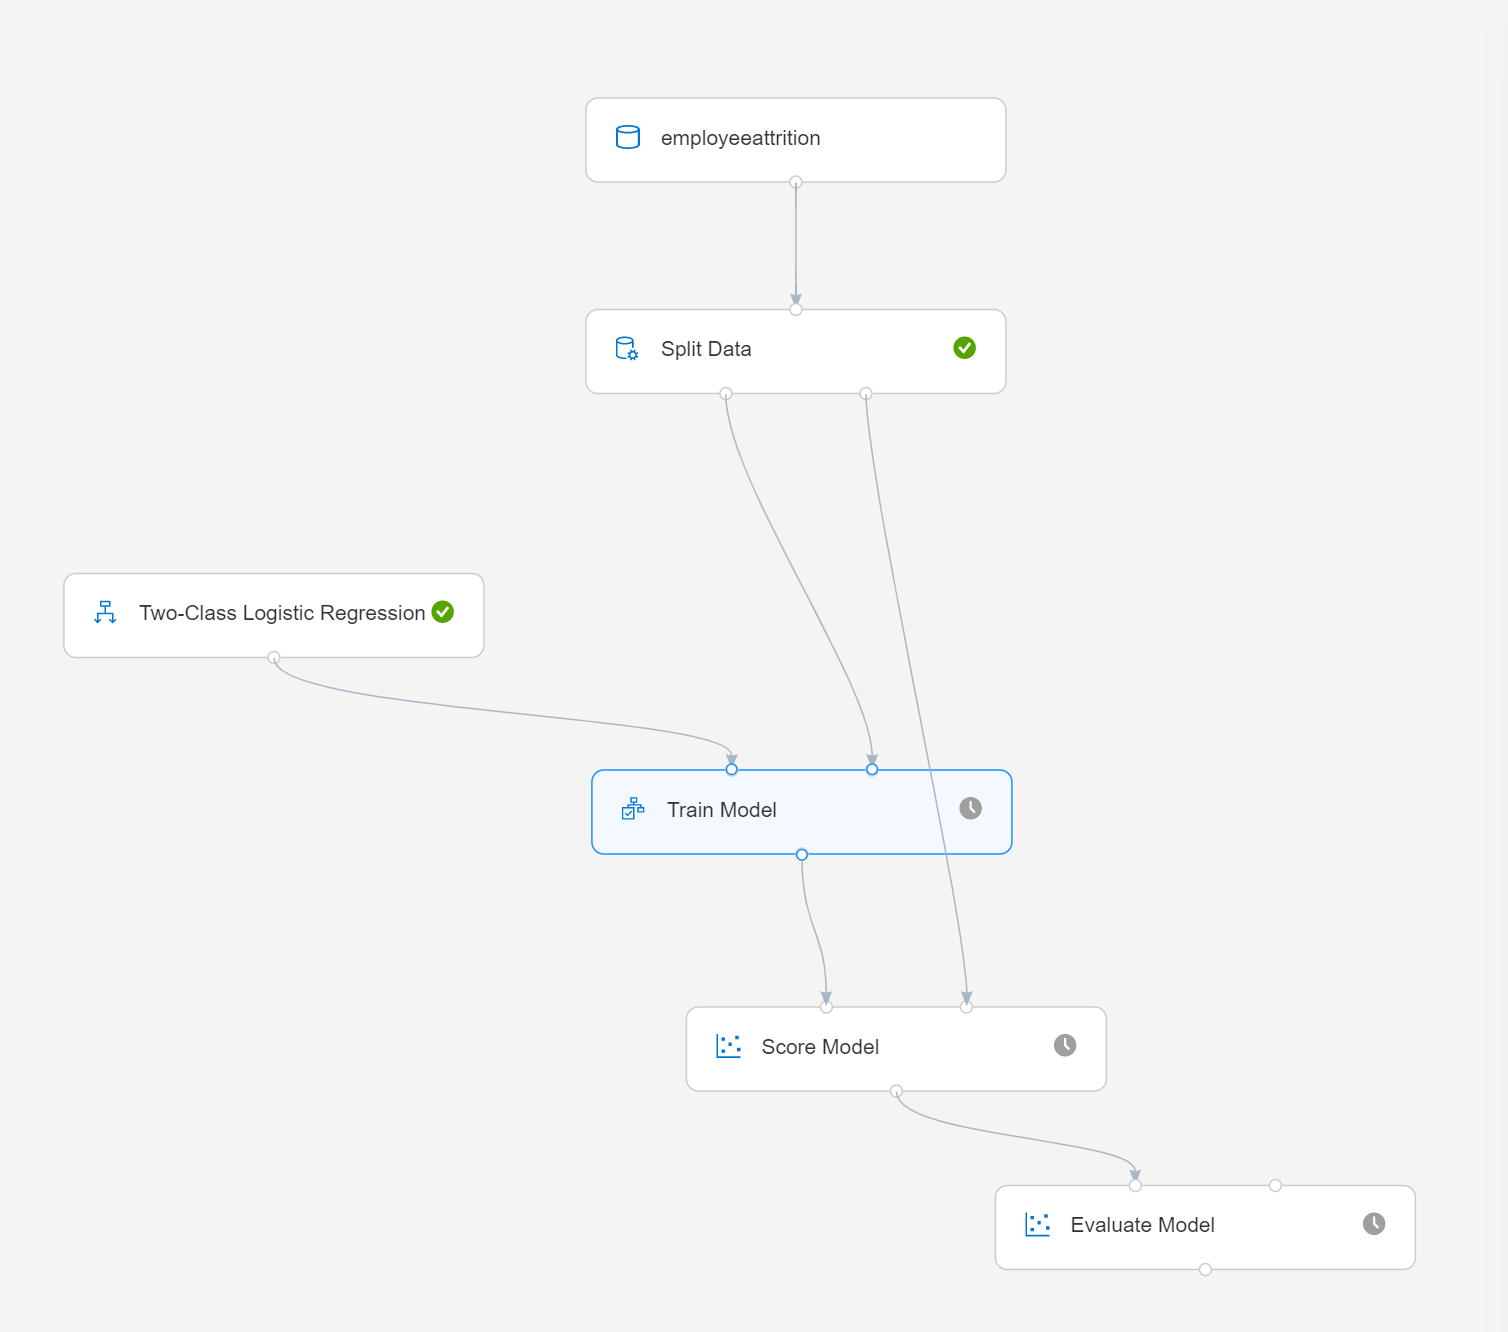 employeeattrition
Split Data
Two-Class Logistic Regression
Train Model
Score Model
Evaluate Model